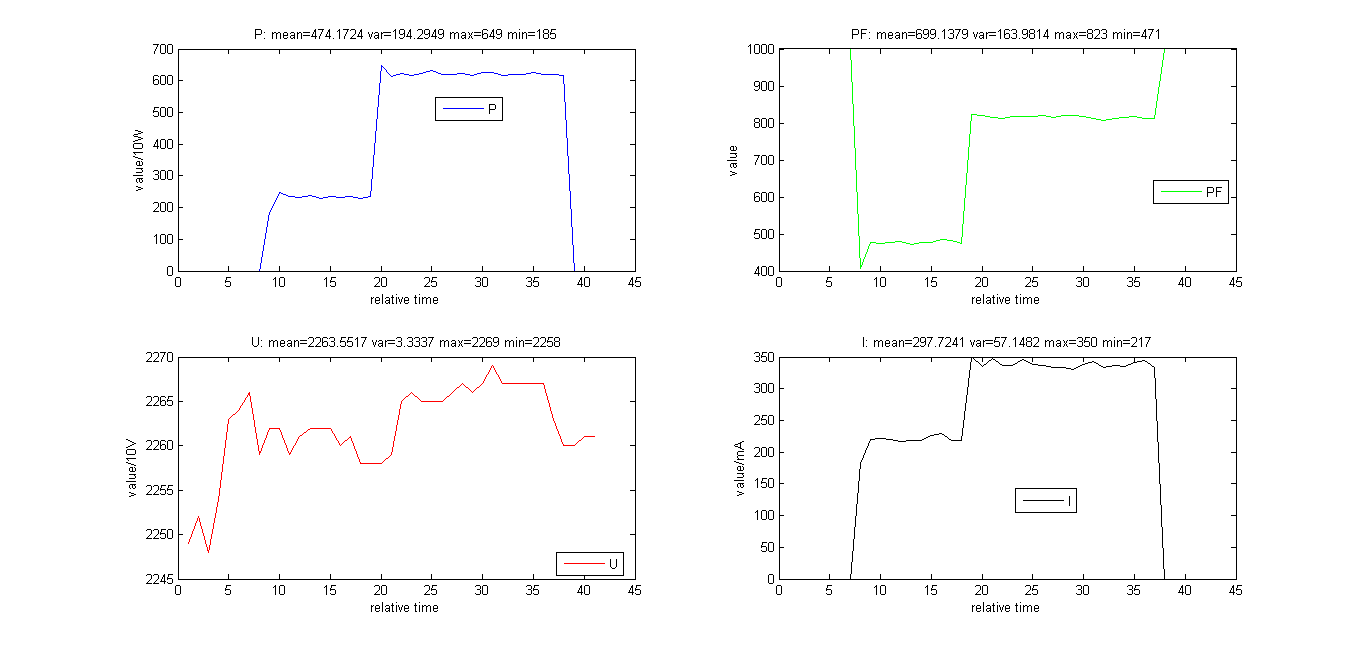 P: mean=474.1724 var=194.2949 max=649 min=185
700
600
500
400
300
200
100
0
value/10W
P
0 5 10 15 20 25 30 35 40 45
relative time
PF: mean=699.1379 var=163.9814 max=823 min=471
1000
900
800
700
600
500
400
value
PF
0 5 10 15 20 25 30 35 40 45
relative time
U: mean=2263.5517 var=3.3337 max=2269 min=2258
2270
2265
2260
2255
2250
2245
value/10V
U
0 5 10 15 20 25 30 35 40 45
relative time
I: mean=297.7241 var=57.1482 max=350 min=217
350
300
250
200
150
100
50
0
value/mA
I
0 5 10 15 20 25 30 35 40 45
relative time